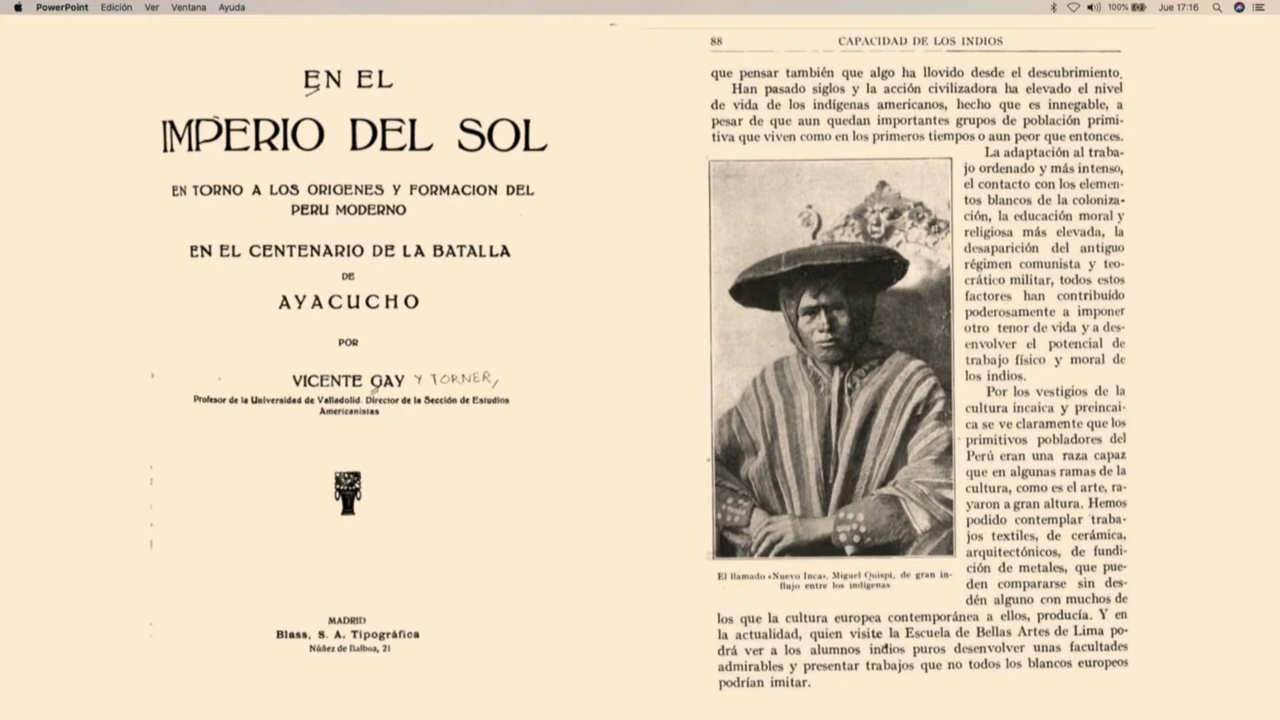 PowerPoint Edición Ver Ventana Ayuda
100% Jue 17:16
EN EL
IMPERIO DEL SOL
EN TORNO A LOS ORIGENES Y FORMACION DEL
PERU MODERNO
EN EL CENTENARIO DE LA BATALLA
DE
AYACUCHO
POR
VICENTE GAY Y TORNER,
Profesor de la Universidad de Valladolid. Director de la Sección de Estudios
Americanistas
MADRID
Blass, S. A. Tipográfica
Núñez de Balboa, 21
88 CAPACIDAD DE LOS INDIOS
que pensar también que algo ha llovido desde el descubrimiento.
Han pasado siglos y la acción civilizadora ha elevado el nivel
de vida de los indígenas americanos, hecho que es innegable, a
pesar de que aun quedan importantes grupos de población primi-
tiva que viven como en los primeros tiempos o aun peor que entonces.
La adaptación al traba-
jo ordenado y más intenso,
el contacto con los elemen-
tos blancos de la coloniza-
ción, la educación moral y
religiosa más elevada, la
desaparición del antiguo
régimen comunista y teo-
crático militar, todos estos
factores han contribuído
poderosamente a imponer
otro tenor de vida y a des-
envolver el potencial de
trabajo físico y moral de
los indios.
Por los vestigios de la
cultura incaica y preincai-
ca se ve claramente que los
primitivos pobladores del
Perú eran una raza capaz
que en algunas ramas de la
cultura, como es el arte, ra-
yaron a gran altura. Hemos
podido contemplar traba-
jos textiles, de cerámica,
arquitectónicos, de fundi-
ción de metales, que pue-
den compararse sin des-
dén alguno con muchos de
El llamado «Nuevo Inca», Miguel Quispi, de gran in-
flujo entre los indígenas
los que la cultura europea contemporánea a ellos, producía. Y en
la actualidad, quien visite la Escuela de Bellas Artes de Lima po-
drá ver a los alumnos indios puros desenvolver unas facultades
admirables y presentar trabajos que no todos los blancos europeos
podrían imitar.